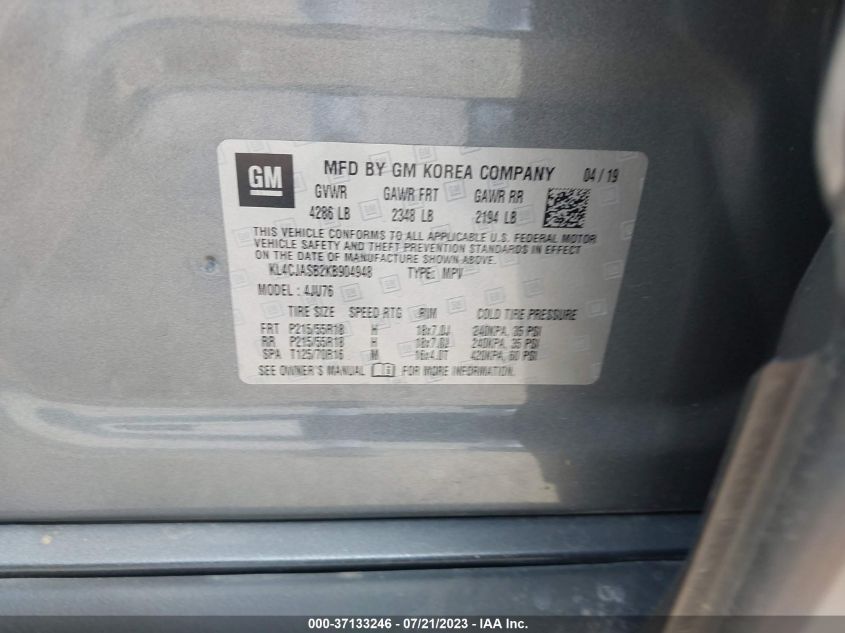 GM
MFD BY GM KOREA COMPANY 04 / 19
GVWR GAWR FRT GAWR RR
4286 LB 2348 LB 2194 LB
THIS VEHICLE CONFORMS TO ALL APPLICABLE U.S. FEDERAL MOTOR
VEHICLE SAFETY AND THEFT PREVENTION STANDARDS IN EFFECT
ON THE DATE OF MANUFACTURE SHOWN ABOVE.
KL4CJASB2KB904948 TYPE: MPV
MODEL : 4JU76
TIRE SIZE SPEED RTG RIM COLD TIRE PRESSURE
FRT P215/55R18 H 18x7.0J 240KPA, 35 PSI
RR P215/55R18 H 18x7.0J 240KPA, 35 PSI
SPA T125/70R16 M 16x4.0T 420KPA, 60 PSI
SEE OWNER'S MANUAL FOR MORE INFORMATION.
000-37133246 - 07/21/2023 - IAA Inc.